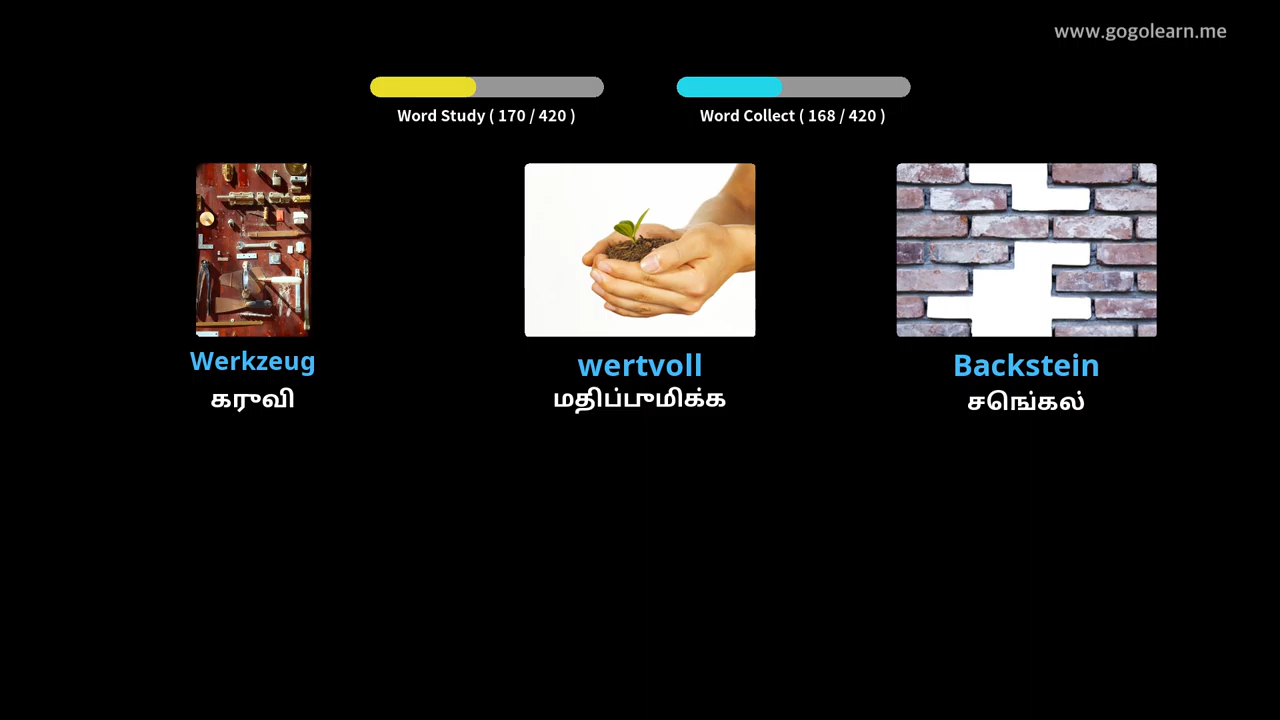 www.gogolearn.me
Word Study ( 170 / 420 )
Word Collect ( 168 / 420 )
Werkzeug
கருவி
wertvoll
மதிப்புமிக்க
Backstein
செங்கல்